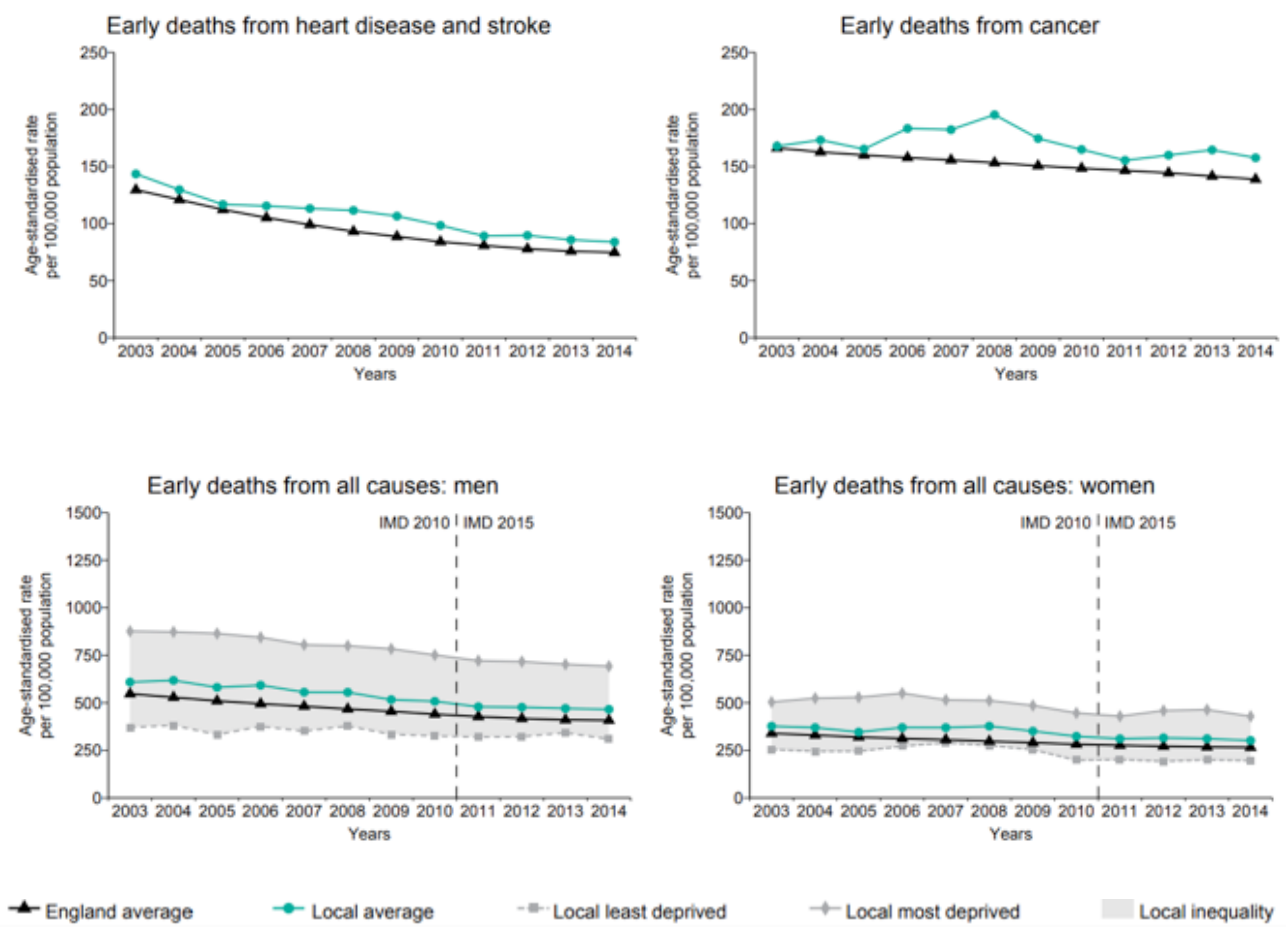 Early deaths from heart disease and stroke
Age-standardised rate
per 100,000 population
250
200
150
100
50
0
2003 2004 2005 2006 2007 2008 2009 2010 2011 2012 2013 2014
Years
Early deaths from cancer
Age-standardised rate
per 100,000 population
250
200
150
100
50
0
2003 2004 2005 2006 2007 2008 2009 2010 2011 2012 2013 2014
Years
Early deaths from all causes: men
Age-standardised rate
per 100,000 population
1500
1250
1000
750
500
250
0
IMD 2010 IMD 2015
2003 2004 2005 2006 2007 2008 2009 2010 2011 2012 2013 2014
Years
Early deaths from all causes: women
Age-standardised rate
per 100,000 population
1500
1250
1000
750
500
250
0
IMD 2010 IMD 2015
2003 2004 2005 2006 2007 2008 2009 2010 2011 2012 2013 2014
Years
England average Local average Local least deprived Local most deprived Local inequality